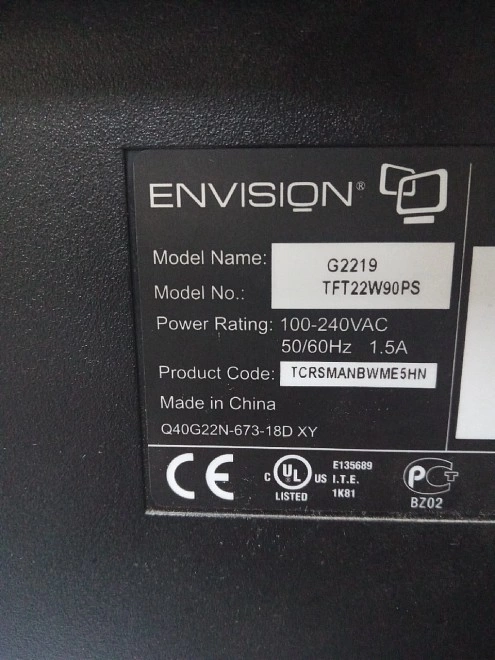 ENVISION®
Model Name: G2219
Model No.: TFT22W90PS
Power Rating: 100-240VAC
50/60Hz 1.5A
Product Code: TCRSMANBWME5HN
Made in China
Q40G22N-673-18D XY
CE
C UL US
LISTED
E135689
I.T.E.
1K81
PCT
BZ02